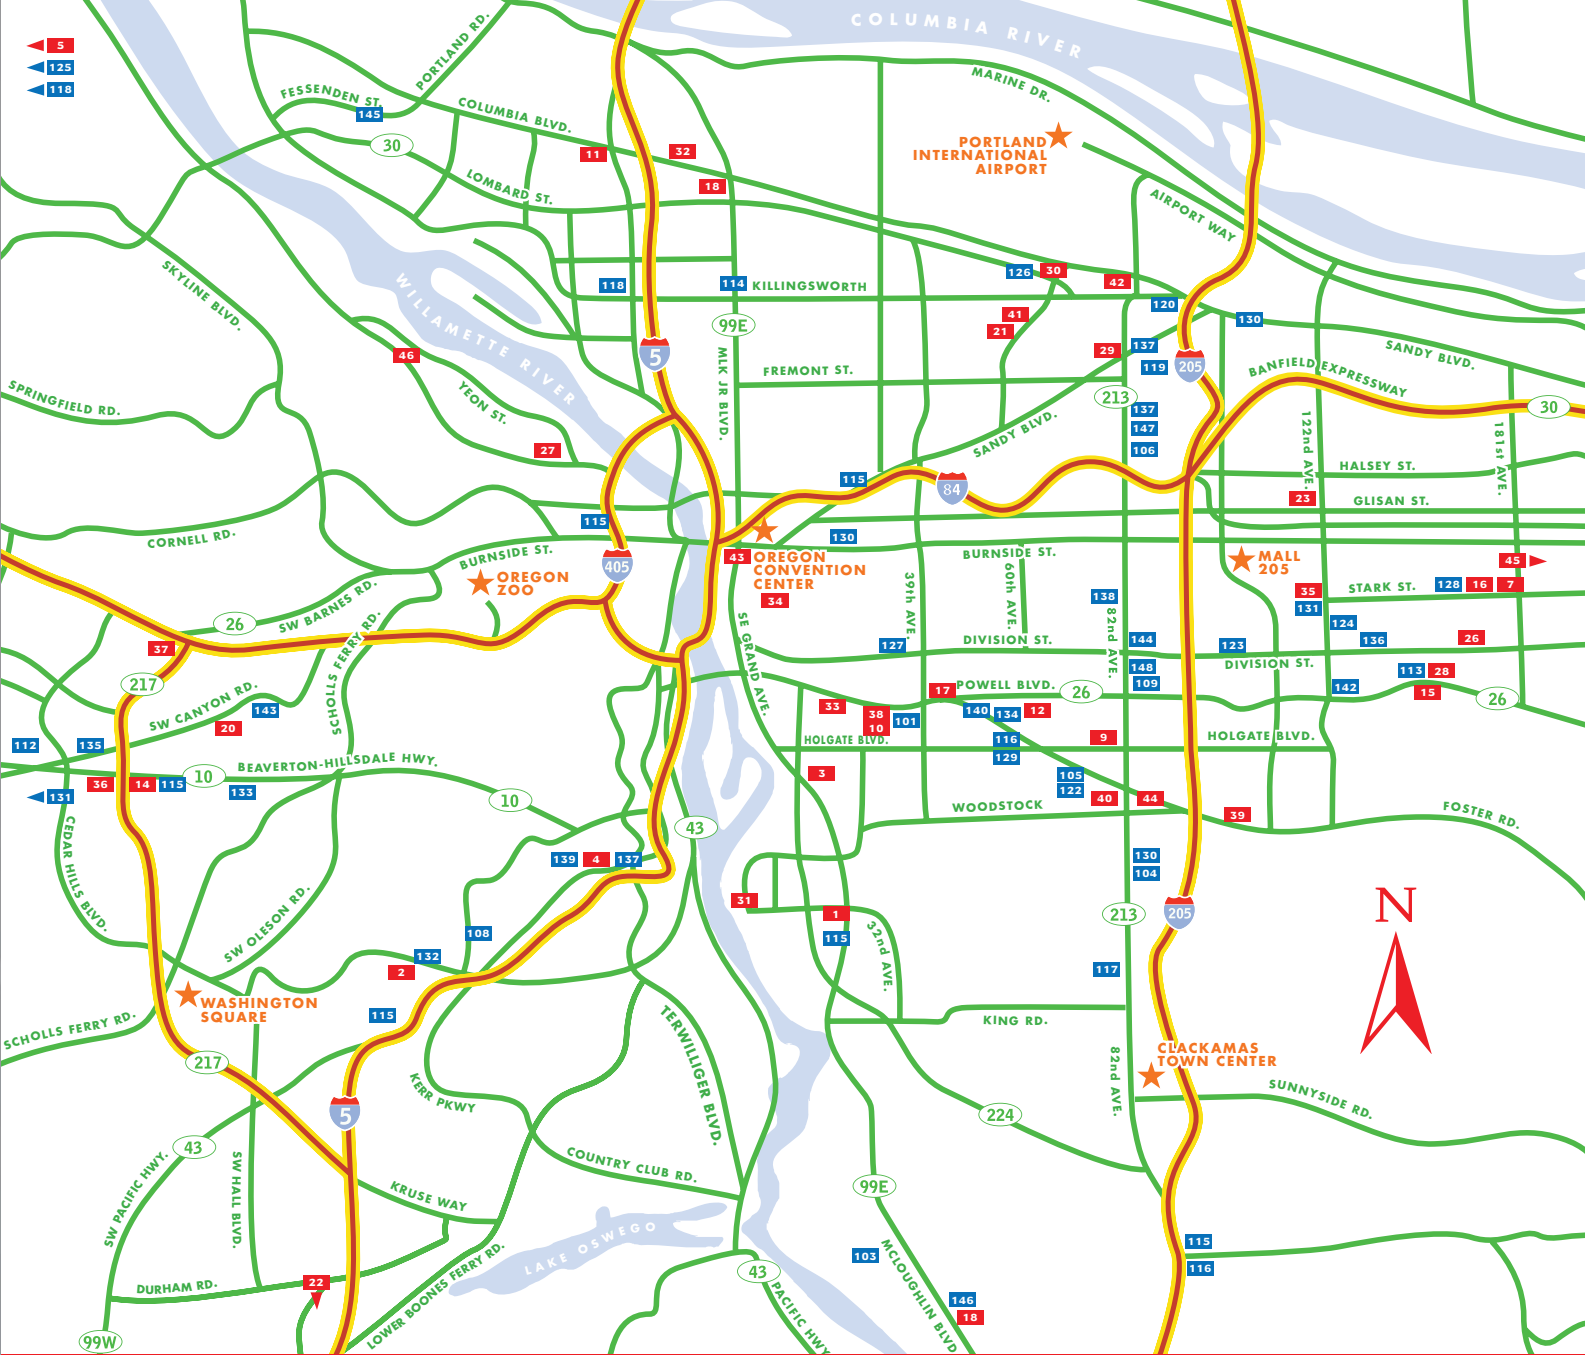 COLUMBIA RIVER
5
125
118
PORTLAND RD.
FESSENDEN ST.
145
COLUMBIA BLVD.
MARINE DR.
30
11
32
18
PORTLAND
INTERNATIONAL
AIRPORT
LOMBARD ST.
AIRPORT WAY
SKYLINE BLVD.
WILLAMETTE RIVER
118
114
KILLINGSWORTH
126
30
42
120
130
41
21
99E
5
46
29
137
119
205
SANDY BLVD.
BANFIELD EXPRESSWAY
SPRINGFIELD RD.
YEON ST.
MLK JR BLVD.
FREMONT ST.
213
137
147
106
30
SANDY BLVD.
122nd AVE.
181st AVE.
27
115
84
HALSEY ST.
23
GLISAN ST.
CORNELL RD.
115
130
BURNSIDE ST.
405
43
OREGON
CONVENTION
CENTER
BURNSIDE ST.
MALL
205
45
OREGON
ZOO
34
39th AVE.
60th AVE.
138
82nd AVE.
35
131
STARK ST.
128
16
7
SW BARNES RD.
26
SCHOLLS FERRY RD.
SE GRAND AVE.
37
127
DIVISION ST.
144
123
124
136
26
DIVISION ST.
217
148
109
113
28
15
SW CANYON RD.
143
20
17
POWELL BLVD.
26
142
26
33
38
10
101
140
134
12
112
135
HOLGATE BLVD.
116
129
9
HOLGATE BLVD.
BEAVERTON-HILLSDALE HWY.
10
36
14
115
133
131
3
105
122
40
44
10
WOODSTOCK
39
FOSTER RD.
CEDAR HILLS BLVD.
43
139
4
137
130
104
SW OLESON RD.
31
1
115
32nd AVE.
213
205
N
108
132
2
117
WASHINGTON
SQUARE
115
SCHOLLS FERRY RD.
TERWILLIGER BLVD.
KING RD.
217
82nd AVE.
CLACKAMAS
TOWN CENTER
KERR PKWY
5
224
SUNNYSIDE RD.
43
SW PACIFIC HWY.
SW HALL BLVD.
COUNTRY CLUB RD.
99E
KRUSE WAY
LAKE OSWEGO
103
MCLOUGHLIN BLVD
115
116
DURHAM RD.
22
LOWER BOONES FERRY RD.
43
PACIFIC HWY
146
18
99W